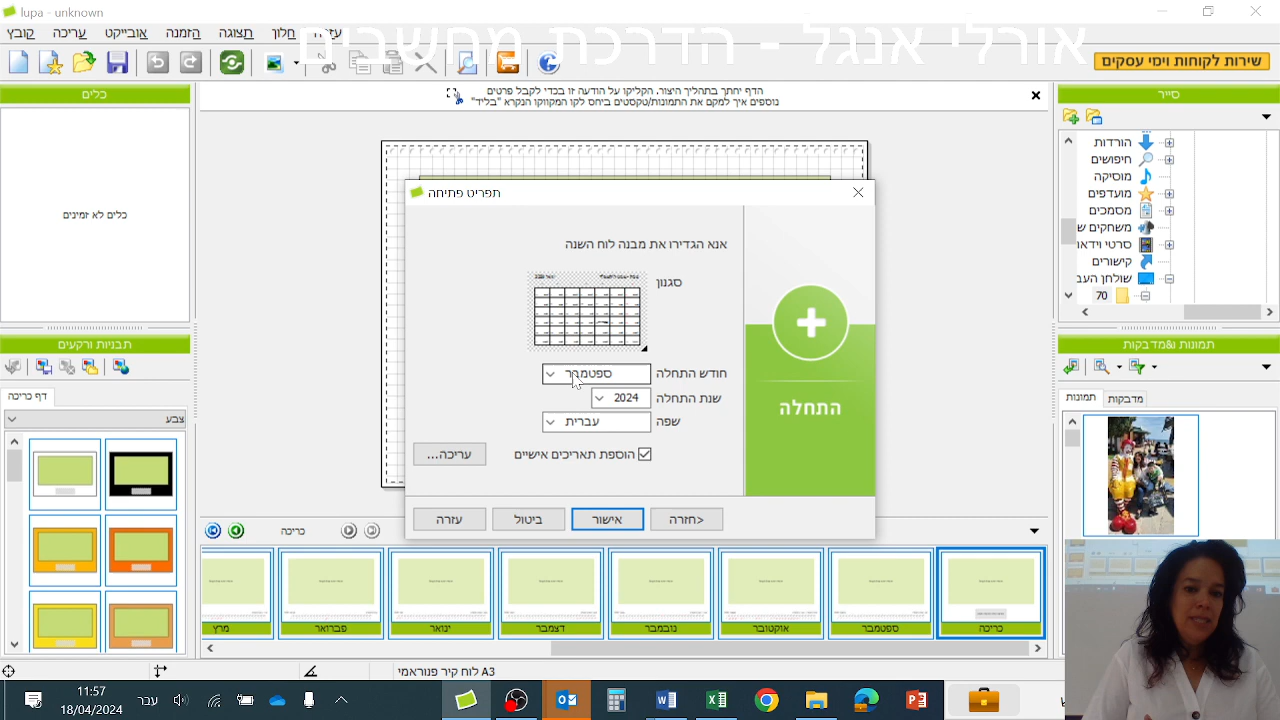 lupa - unknown
קובץ עריכה אובייקט הזמנה תצוגה חלון
אורלי אנגל - הדרכת מחשבים
שירות לקוחות וימי עסקים
כלים
הדף יחתך בתהליך היצור. הקליקו על הודעה זו בכדי לקבל פרטים
נוספים איך למקם את התמונות/טקסטים ביחס לקו המקווקו הנקרא "בליד"
סייר
הורדות
חיפושים
מוסיקה
מועדפים
מסמכים
משחקים ש
סרטי וידאו
קישורים
שולחן העב
70
כלים לא זמינים
תפריט פתיחה
אנא הגדירו את מבנה לוח השנה
סגנון
חודש התחלה ספטמבר
שנת התחלה 2024
שפה עברית
הוספת תאריכים אישיים
עריכה...
התחלה
<חזרה
אישור
ביטול
עזרה
תבניות ורקעים
דף כריכה
צבע
תמונות &ומדבקות
תמונות
מדבקות
כריכה
כריכה
ספטמבר
אוקטובר
נובמבר
דצמבר
ינואר
פברואר
מרץ
לוח קיר פנוראמי A3
11:57
18/04/2024